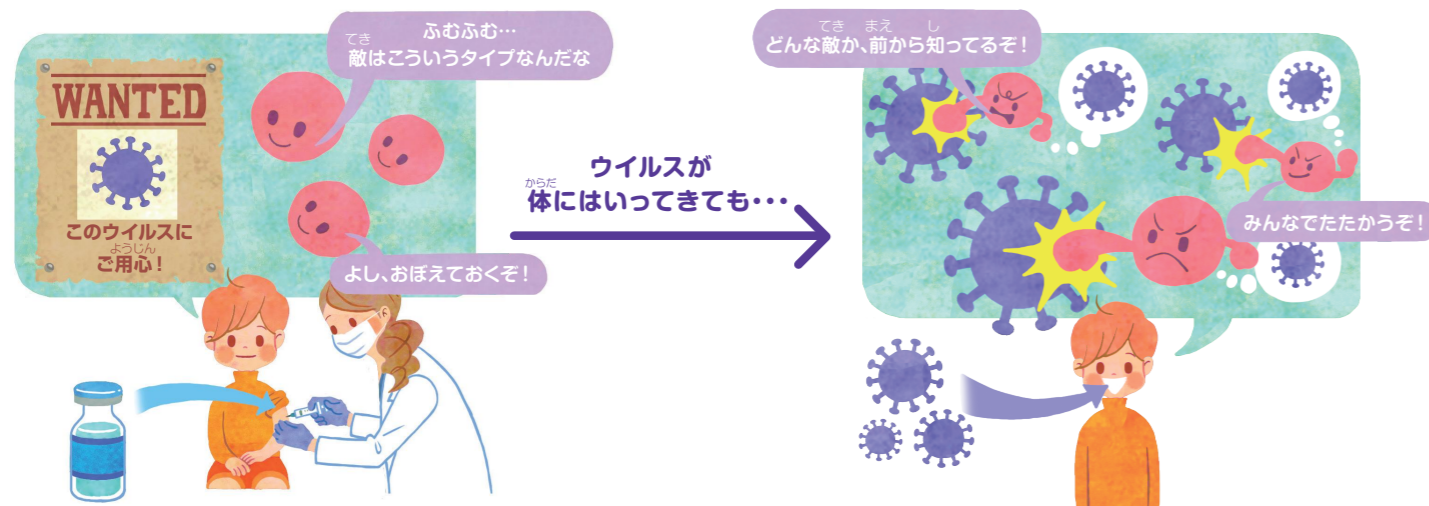 WANTED
このウイルスに
ようじん
ご用心！
ふむふむ…
てき
敵はこういうタイプなんだな
よし、おぼえておくぞ！
ウイルスが
からだ
体にはいってきても･･･
てき まえ し
どんな敵か、前から知ってるぞ！
みんなでたたかうぞ！